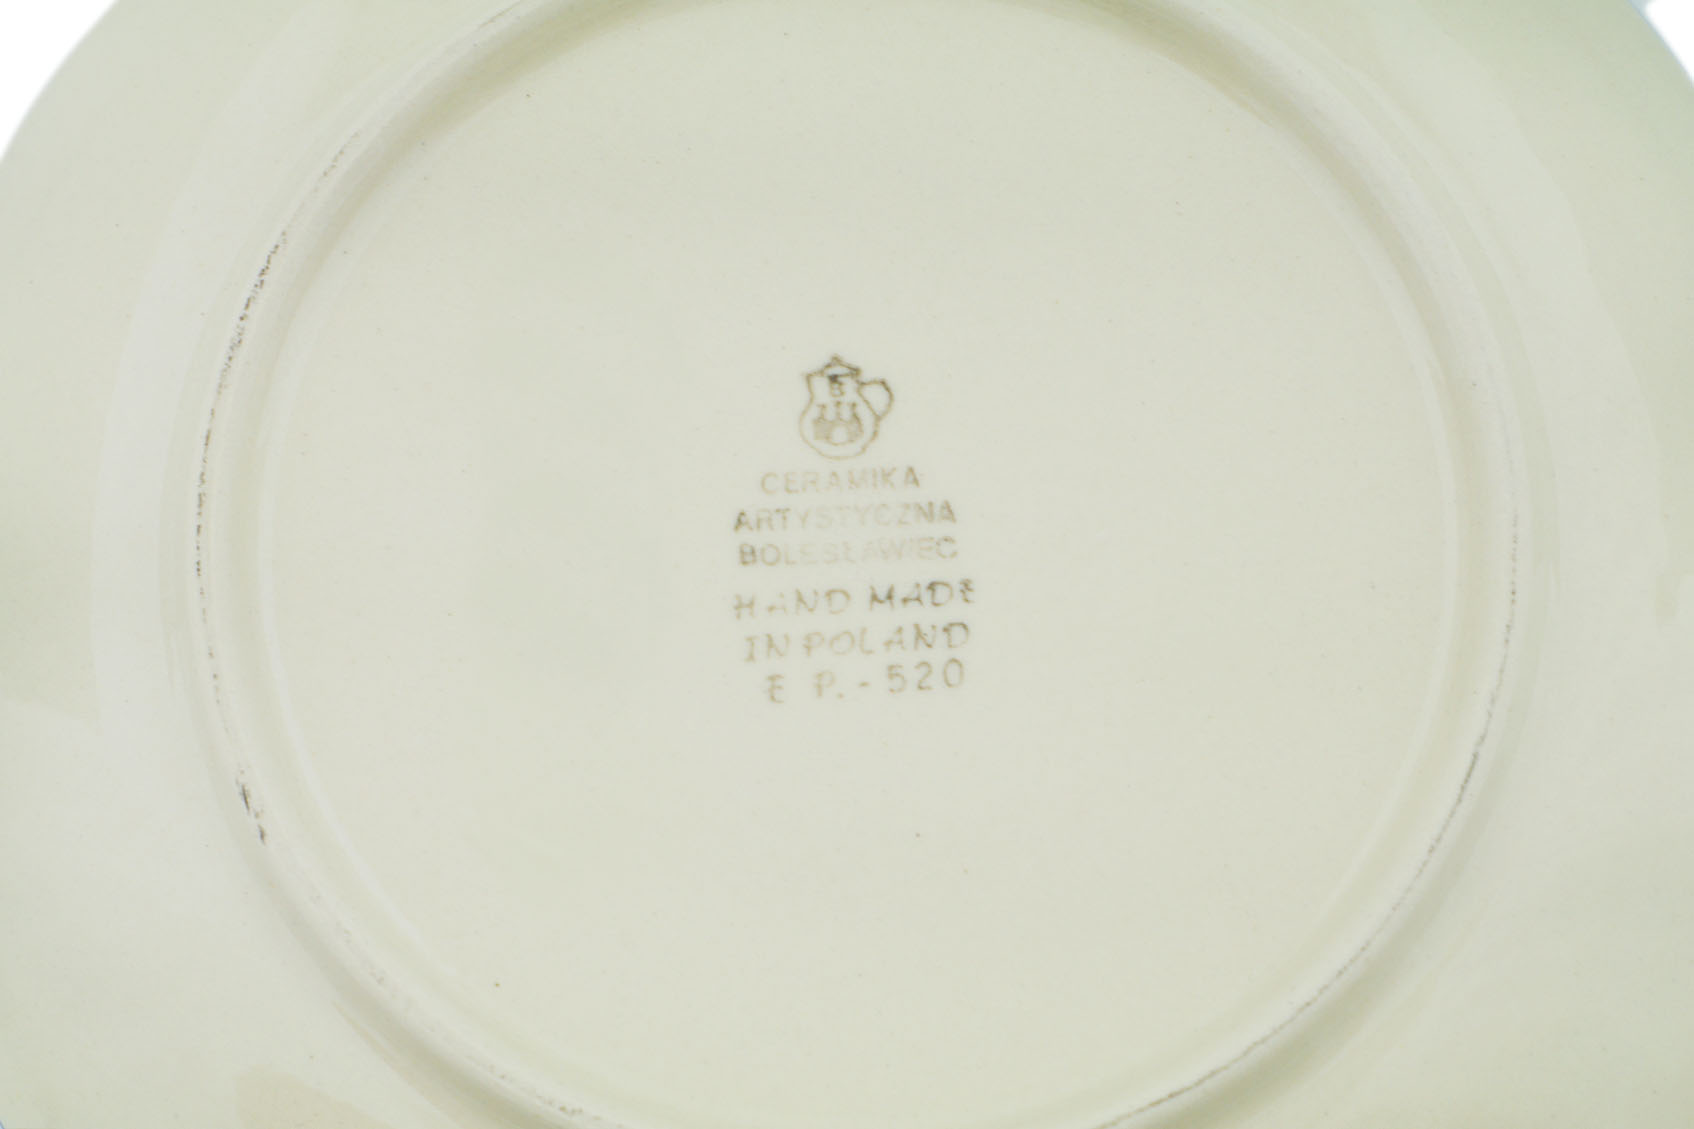 B
CERAMIKA
ARTYSTYCZNA
BOLESŁAWIEC
HAND MADE
IN POLAND
E P. - 520